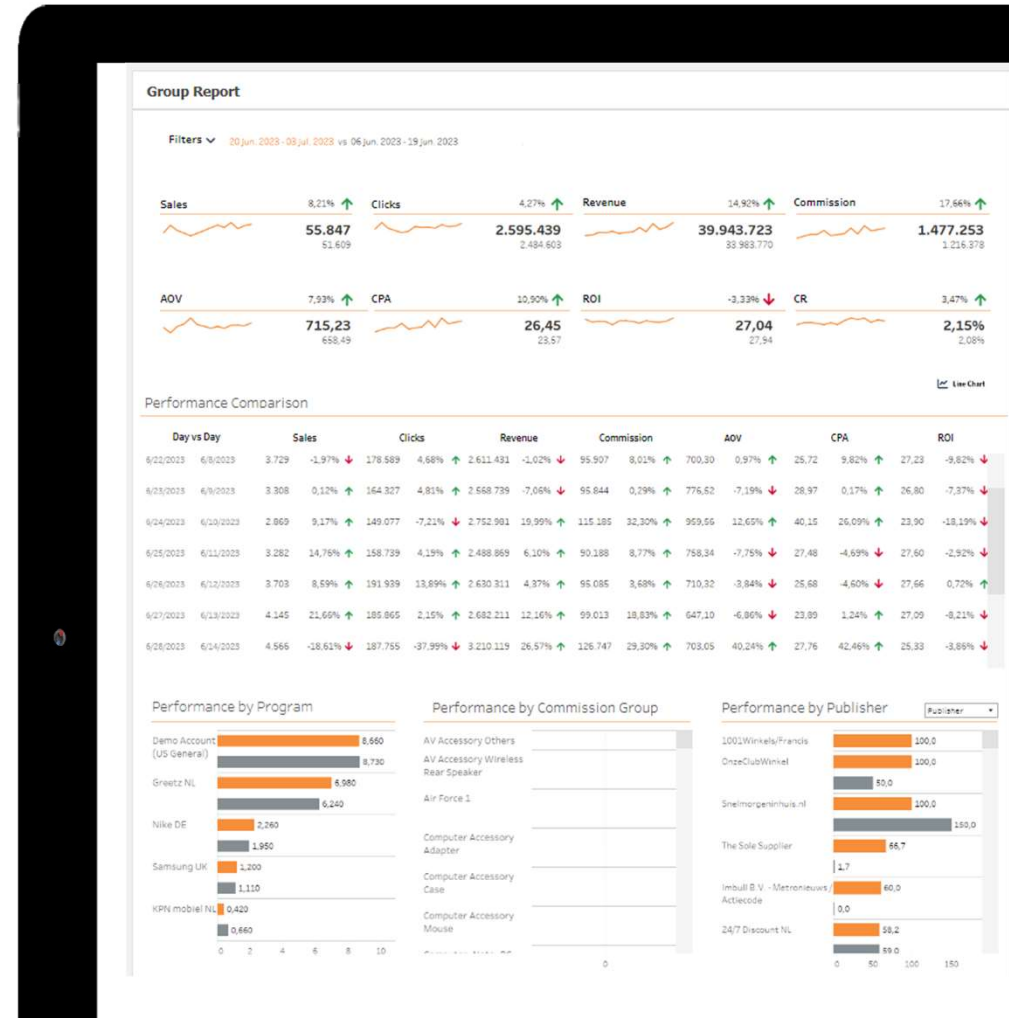 Group Report
Filters 20 Jun. 2023 - 03 Jul. 2023 vs 06 Jun. 2023 - 19 Jun. 2023
Sales 8,21% Clicks 4,27% Revenue 14,92% Commission 17,66%
55.847 2.595.439 39.943.723 1.477.253
51.609 2.484.603 33.983.770 1.216.378
AOV 7,93% CPA 10,90% ROI -3,33% CR 3,47%
715,23 26,45 27,04 2,15%
658,49 23,57 27,94 2,08%
Line Chart
Performance Comparison
Day vs Day Sales Clicks Revenue Commission AOV CPA ROI
6/22/2023 6/8/2023 3.729 -1,97% 178.589 4,68% 2.611.431 -1,02% 95.907 8,01% 700,30 0,97% 25,72 9,82% 27,23 -9,82%
6/23/2023 6/9/2023 3.308 0,12% 164.327 4,81% 2.568.739 -7,06% 95.844 0,29% 776,52 -7,19% 28,97 0,17% 26,80 -7,37%
6/24/2023 6/10/2023 2.869 9,17% 149.077 -7,21% 2.752.981 19,99% 115.185 32,30% 959,56 12,65% 40,15 26,09% 23,90 -18,19%
6/25/2023 6/11/2023 3.282 14,76% 158.739 4,19% 2.488.869 6,10% 90.188 8,77% 758,34 -7,75% 27,48 -4,69% 27,60 -2,92%
6/26/2023 6/12/2023 3.703 8,59% 191.939 13,89% 2.630.311 4,37% 95.085 3,68% 710,32 -3,84% 25,68 -4,60% 27,66 0,72%
6/27/2023 6/13/2023 4.145 21,66% 185.865 2,15% 2.682.211 12,16% 99.013 18,83% 647,10 -6,86% 23,89 1,24% 27,09 -8,21%
6/28/2023 6/14/2023 4.566 -18,61% 187.755 -37,99% 3.210.119 26,57% 126.747 29,30% 703,05 40,24% 27,76 42,46% 25,33 -3,86%
Performance by Program
Demo Account (US General) 8,660
8,730
Greetz NL 6,980
6,240
Nike DE 2,260
1,950
Samsung UK 1,200
1,110
KPN mobiel NL 0,420
0,660
0 2 4 6 8 10
Performance by Commission Group
AV Accessory Others
AV Accessory Wireless
Rear Speaker
Air Force 1
Computer Accessory
Adapter
Computer Accessory
Case
Computer Accessory
Mouse
0
Performance by Publisher Publisher
1001Winkels/Francis 100,0
OnzeClubWinkel 100,0
50,0
Snelmorgeninhuis.nl 100,0
150,0
The Sole Supplier 66,7
1,7
Imbull B.V. - Metronieuws/ 60,0
Actiecode 0,0
24/7 Discount NL 58,2
59,0
0 50 100 150